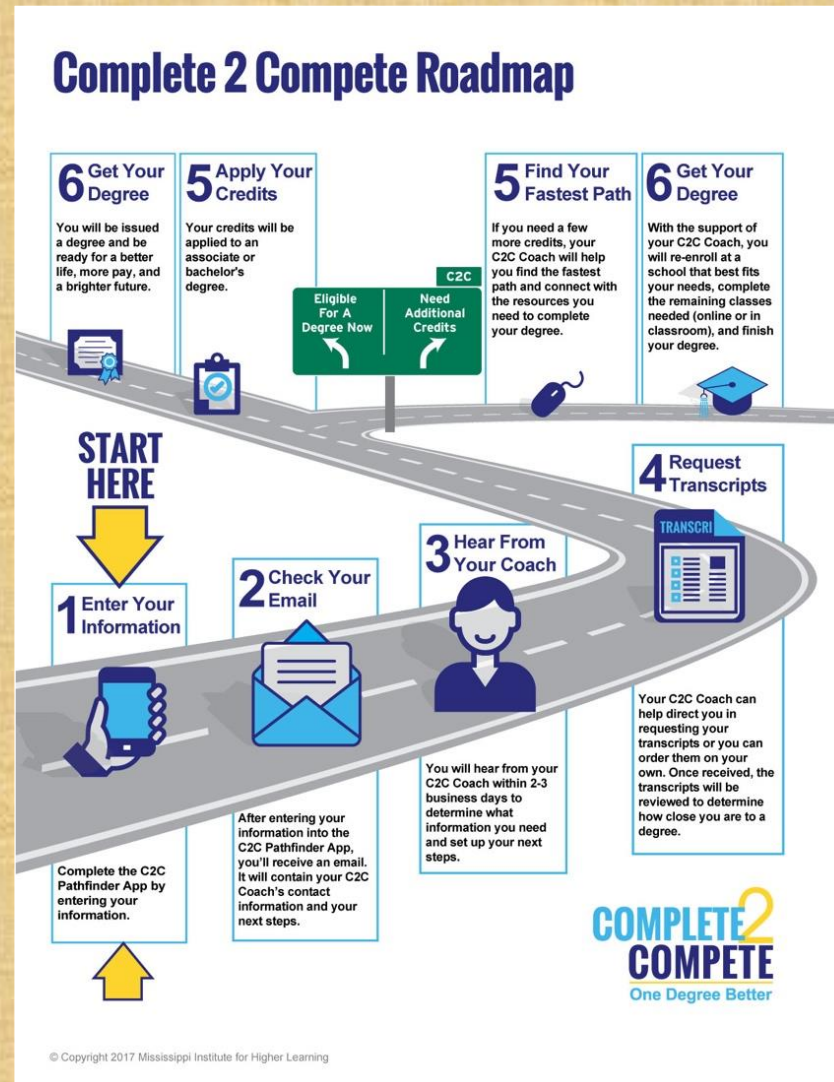 Complete 2 Compete Roadmap
6 Get Your
Degree
You will be issued
a degree and be
ready for a better
life, more pay, and
a brighter future.
5 Apply Your
Credits
Your credits will be
applied to an
associate or
bachelor's
degree.
C2C
Eligible
For A
Degree Now
Need
Additional
Credits
5 Find Your
Fastest Path
If you need a few
more credits, your
C2C Coach will help
you find the fastest
path and connect with
the resources you
need to complete
your degree.
6 Get Your
Degree
With the support of
your C2C Coach, you
will re-enroll at a
school that best fits
your needs, complete
the remaining classes
needed (online or in
classroom), and finish
your degree.
START
HERE
1 Enter Your
Information
Complete the C2C
Pathfinder App by
entering your
information.
2 Check Your
Email
After entering your
information into the
C2C Pathfinder App,
you'll receive an email.
It will contain your C2C
Coach's contact
information and your
next steps.
3 Hear From
Your Coach
You will hear from your
C2C Coach within 2-3
business days to
determine what
information you need
and set up your next
steps.
4 Request
Transcripts
TRANSCRI
Your C2C Coach can
help direct you in
requesting your
transcripts or you can
order them on your
own. Once received, the
transcripts will be
reviewed to determine
how close you are to a
degree.
COMPLETE 2
COMPETE
One Degree Better
© Copyright 2017 Mississippi Institute for Higher Learning